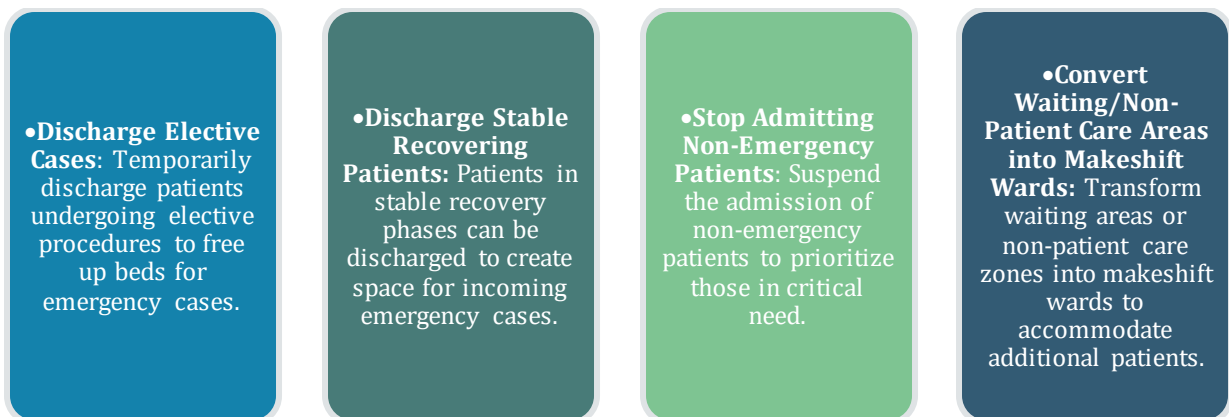 •Discharge Elective
Cases: Temporarily
discharge patients
undergoing elective
procedures to free
up beds for
emergency cases.
•Discharge Stable
Recovering
Patients: Patients in
stable recovery
phases can be
discharged to create
space for incoming
emergency cases.
•Stop Admitting
Non-Emergency
Patients: Suspend
the admission of
non-emergency
patients to prioritize
those in critical
need.
•Convert
Waiting/Non-
Patient Care Areas
into Makeshift
Wards: Transform
waiting areas or
non-patient care
zones into makeshift
wards to
accommodate
additional patients.